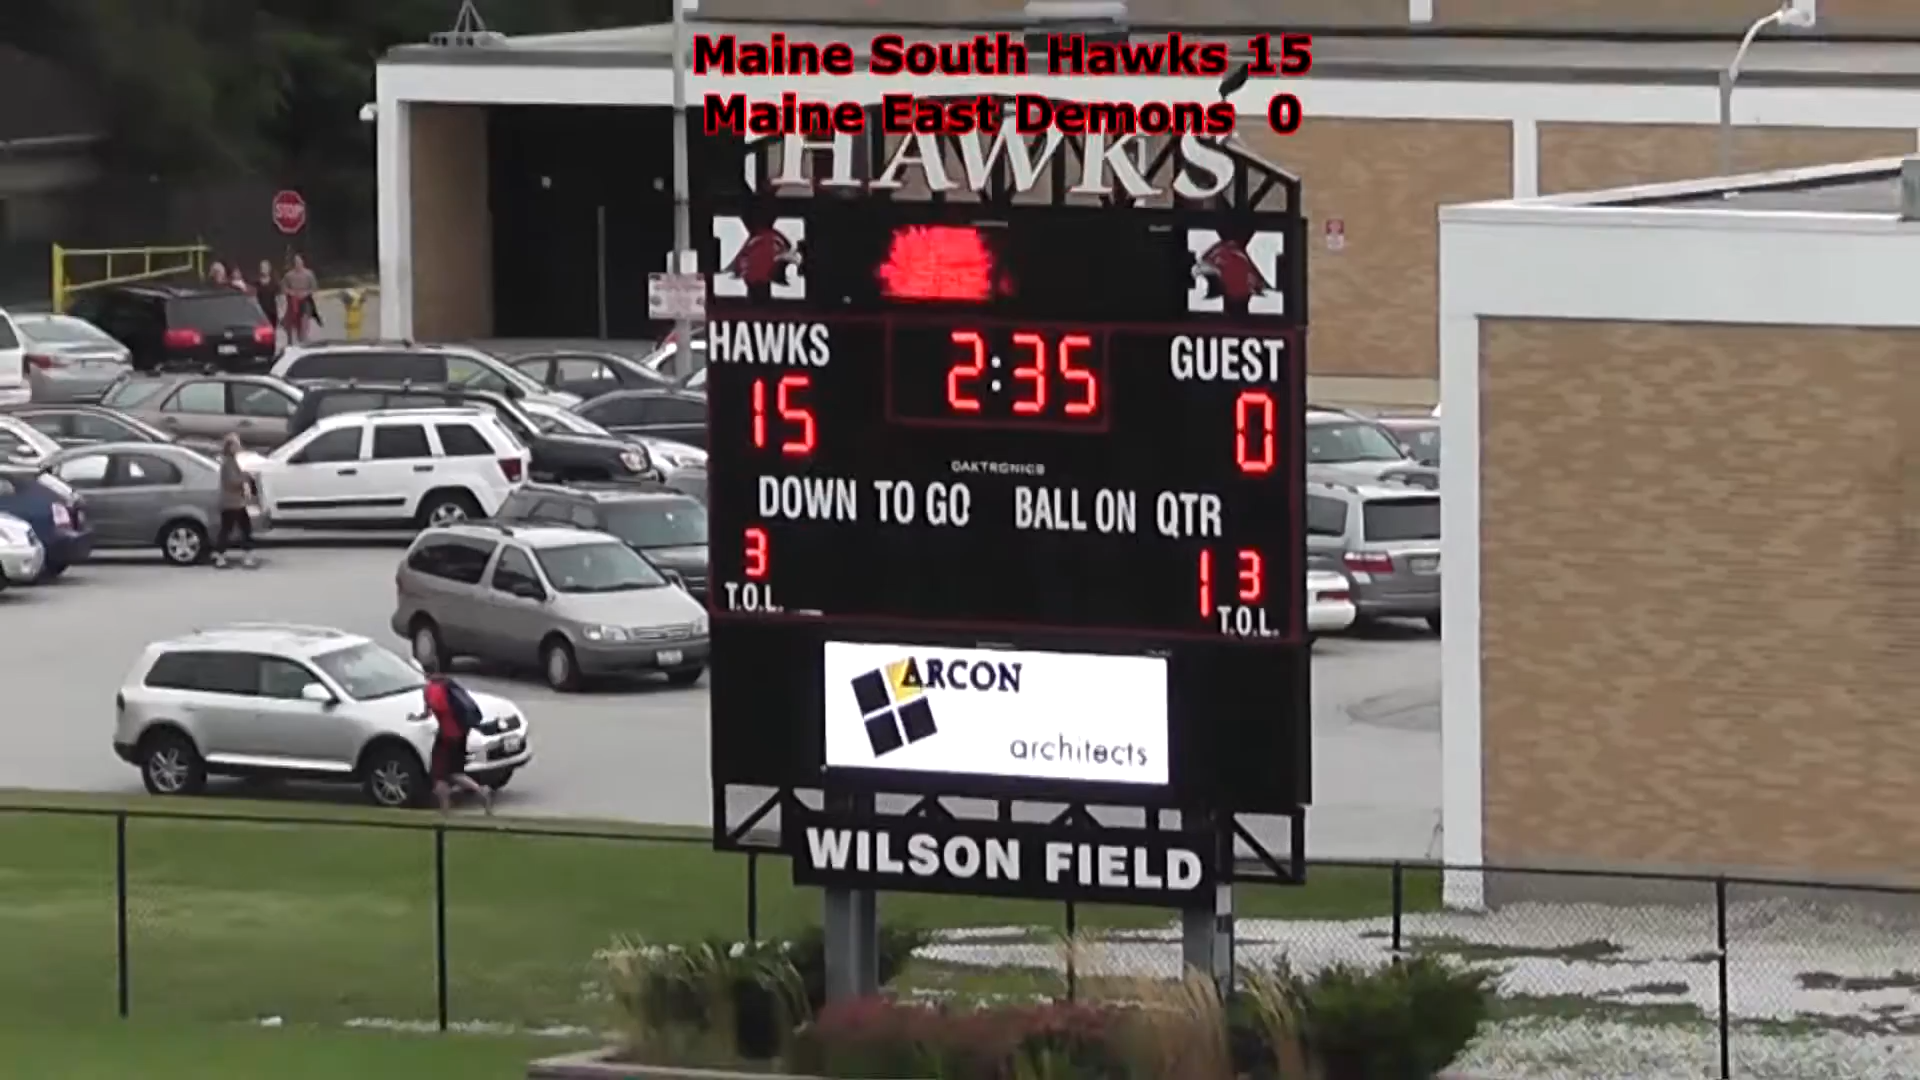 Maine South Hawks 15
Maine East Demons 0
HAWKS
STOP
M
M
HAWKS
2:35
GUEST
15
0
DAKTRONICS
DOWN TO GO BALL ON QTR
3
1
3
T.O.L.
T.O.L.
ARCON
architects
WILSON FIELD